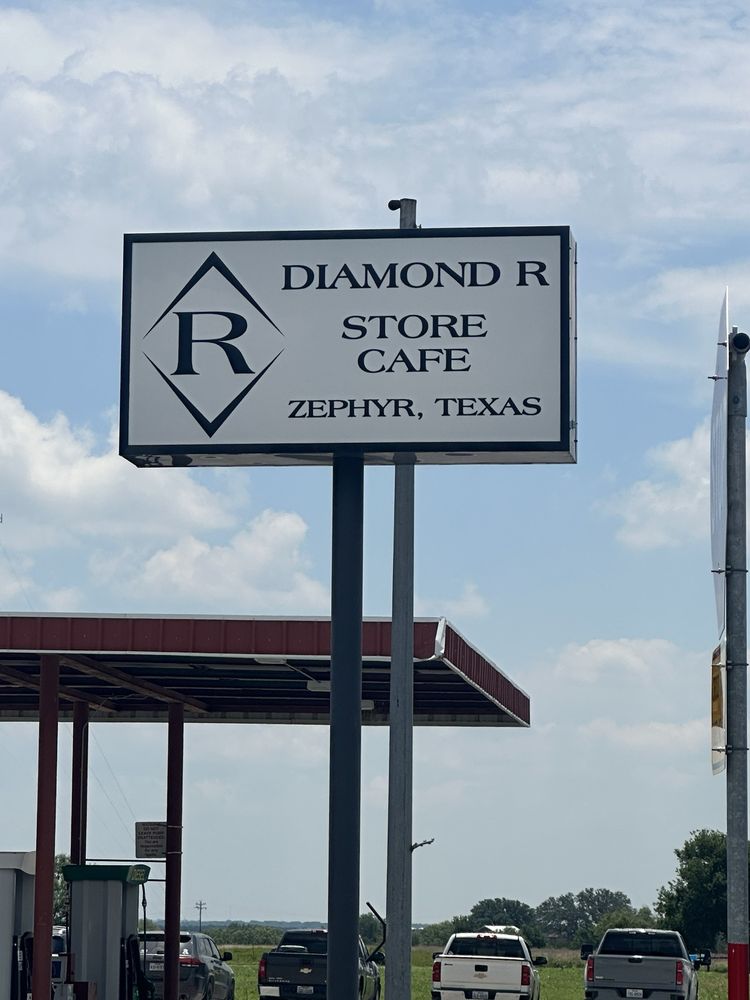 R
DIAMOND R
STORE
CAFE
ZEPHYR, TEXAS